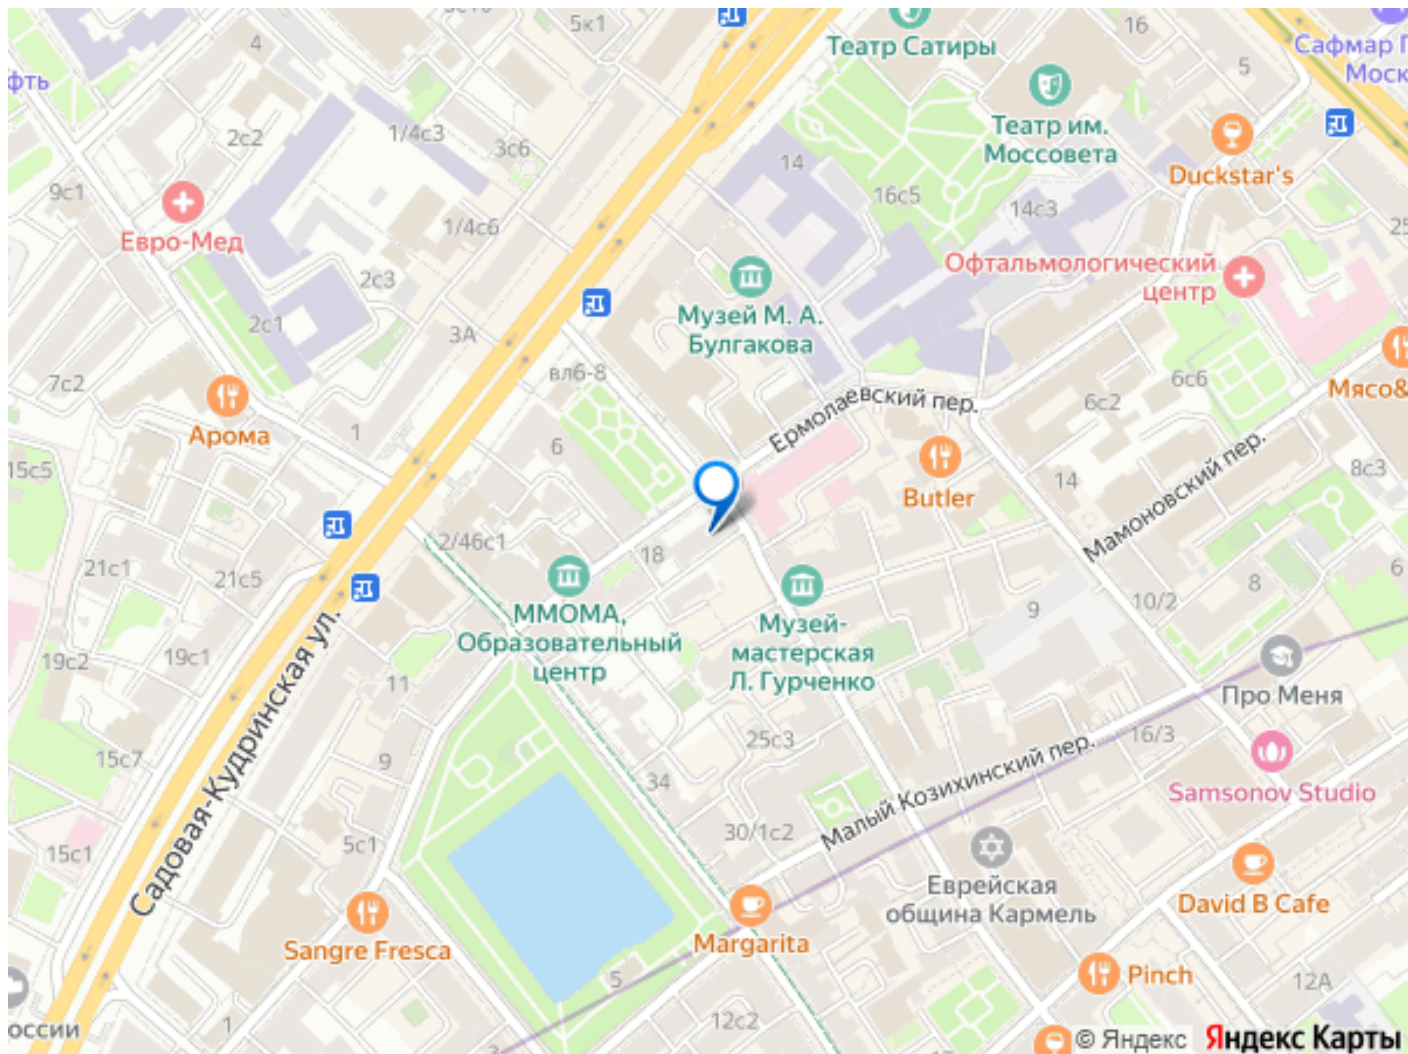 5к1
3с10
16
4
Театр Сатиры
Сафмар П
Моск
5
фть
2с2
1/4с3
3с6
Театр им.
Моссовета
14
Duckstar's
9с1
16с5
14с3
25
1/4с6
Евро-Мед
2с3
Офтальмологический
центр
Музей М. А.
Булгакова
2с1
3А
вл6-8
7с2
6с6
Мясо&
6с2
Ермолаевский пер.
Арома
1
6
15с5
8с3
14
Butler
Мамоновский пер.
2/46с1
18
21с1
21с5
ММОМА,
Образовательный
центр
Музей-
мастерская
Л. Гурченко
9
10/2
8
6
19с2
19с1
11
Про Меня
Садовая-Кудринская ул.
15с7
9
25с3
16/3
34
Малый Козихинский пер.
Samsonov Studio
30/1с2
15с1
5с1
Еврейская
община Кармель
David B Cafe
Sangre Fresca
Margarita
5
Pinch
12А
12с2
1
оссии
© Яндекс Яндекс Карты